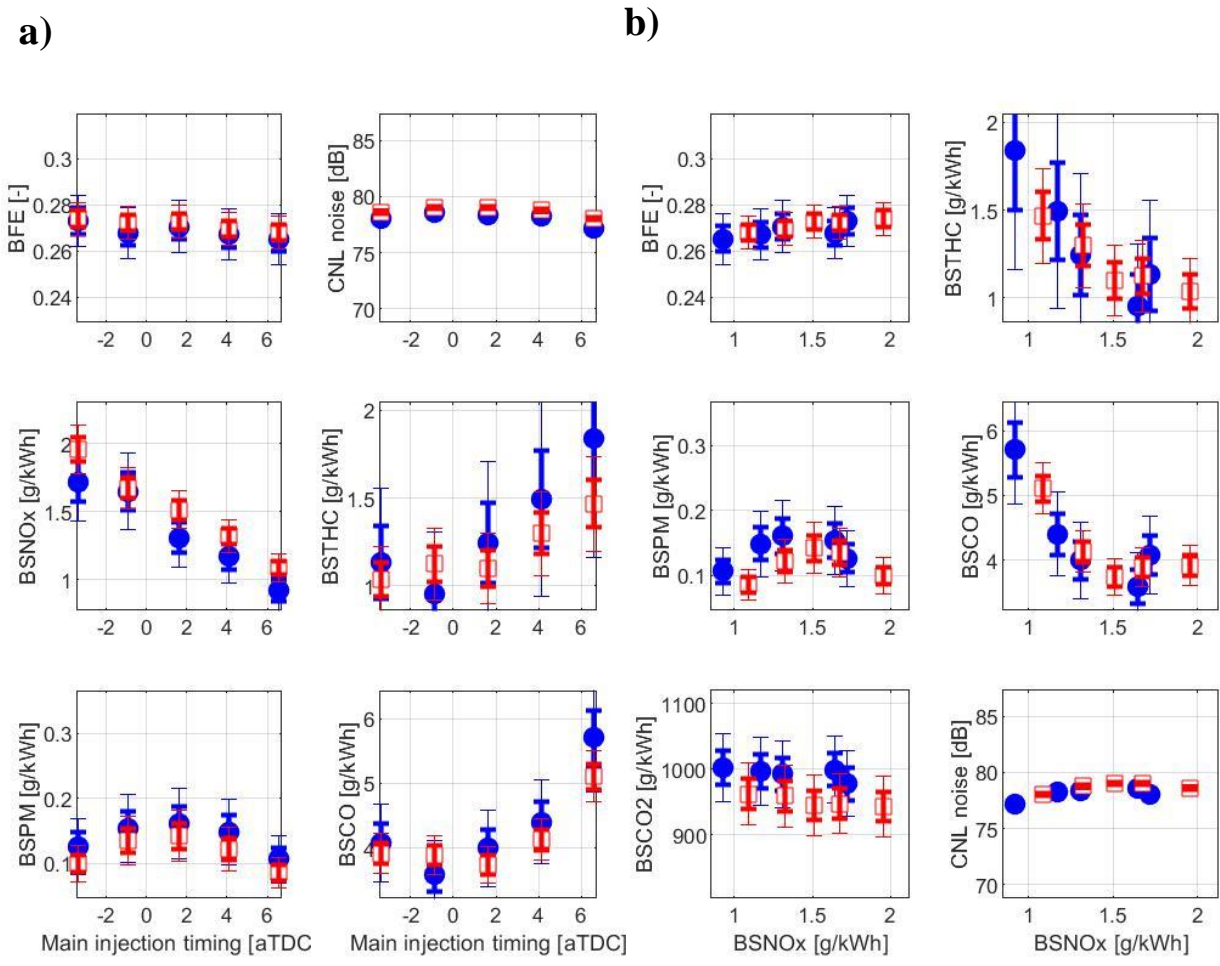 a)
b)
BFE [-]
0.3
0.28
0.26
0.24
-2 0 2 4 6
CNL noise [dB]
85
80
75
70
-2 0 2 4 6
BFE [-]
0.3
0.28
0.26
0.24
1 1.5 2
BSTHC [g/kWh]
2
1.5
1
1 1.5 2
BSNOx [g/kWh]
2
1.5
1
-2 0 2 4 6
BSTHC [g/kWh]
2
1.5
1
-2 0 2 4 6
BSPM [g/kWh]
0.3
0.2
0.1
1 1.5 2
BSCO [g/kWh]
6
5
4
1 1.5 2
BSPM [g/kWh]
0.3
0.2
0.1
-2 0 2 4 6
Main injection timing [aTDC
BSCO [g/kWh]
6
5
4
-2 0 2 4 6
Main injection timing [aTDC]
BSCO2 [g/kWh]
1100
1000
900
1 1.5 2
BSNOx [g/kWh]
CNL noise [dB]
85
80
75
70
1 1.5 2
BSNOx [g/kWh]